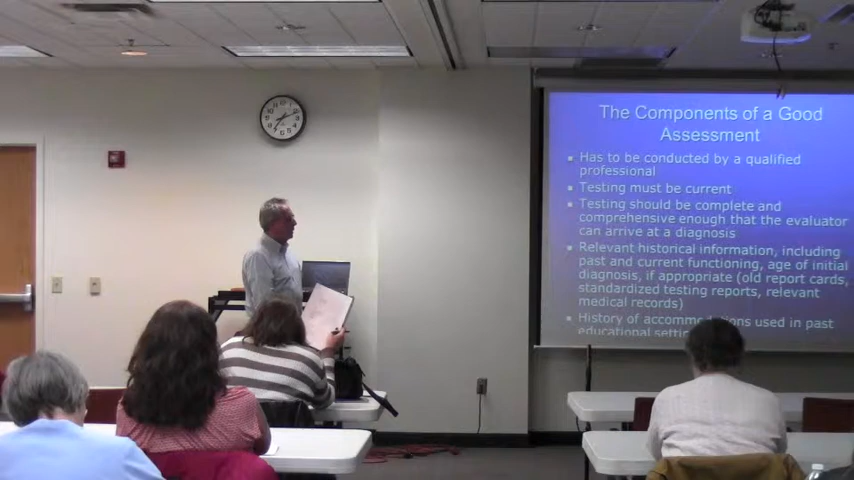 The Components of a Good
Assessment
Has to be conducted by a qualified
professional
Testing must be current
Testing should be complete and
comprehensive enough that the evaluator
can arrive at a diagnosis
Relevant historical information, including
past and current functioning, age of initial
diagnosis, if appropriate (old report cards,
standardized testing reports, relevant
medical records)
History of accommodations used in past
educational